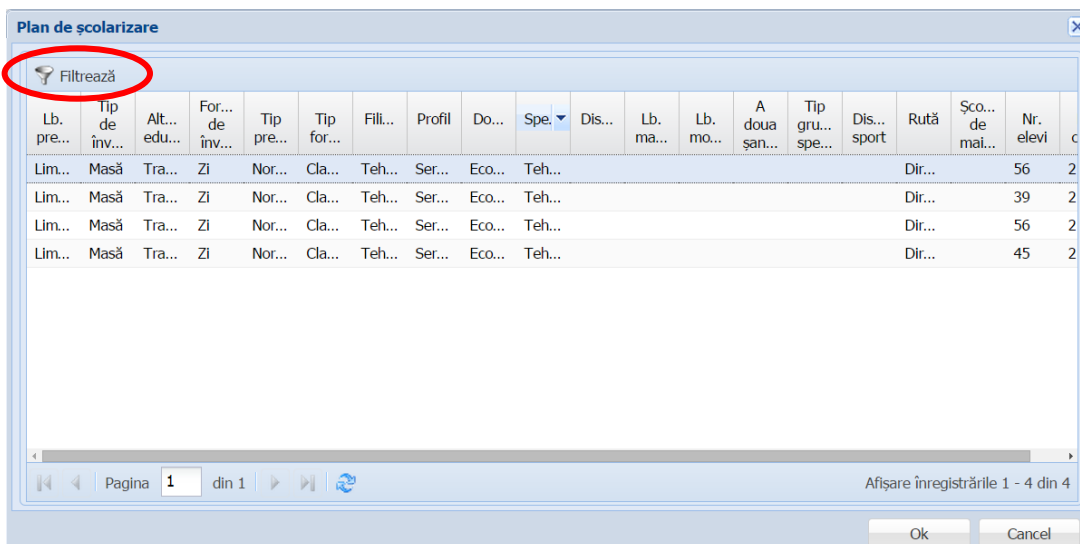 Plan de școlarizare
Filtrează
Lb. pre... Tip de înv... Alt... edu... For... de înv... Tip pre... Tip for... Fili... Profil Do... Spe. Dis... Lb. ma... Lb. mo... A doua șan... Tip gru... spe... Dis... sport Rută Șco... de mai... Nr. elevi c
Lim... Masă Tra... Zi Nor... Cla... Teh... Ser... Eco... Teh... Dir... 56 2
Lim... Masă Tra... Zi Nor... Cla... Teh... Ser... Eco... Teh... Dir... 39 2
Lim... Masă Tra... Zi Nor... Cla... Teh... Ser... Eco... Teh... Dir... 56 2
Lim... Masă Tra... Zi Nor... Cla... Teh... Ser... Eco... Teh... Dir... 45 2
Pagina 1 din 1 Afișare înregistrările 1 - 4 din 4
Ok Cancel